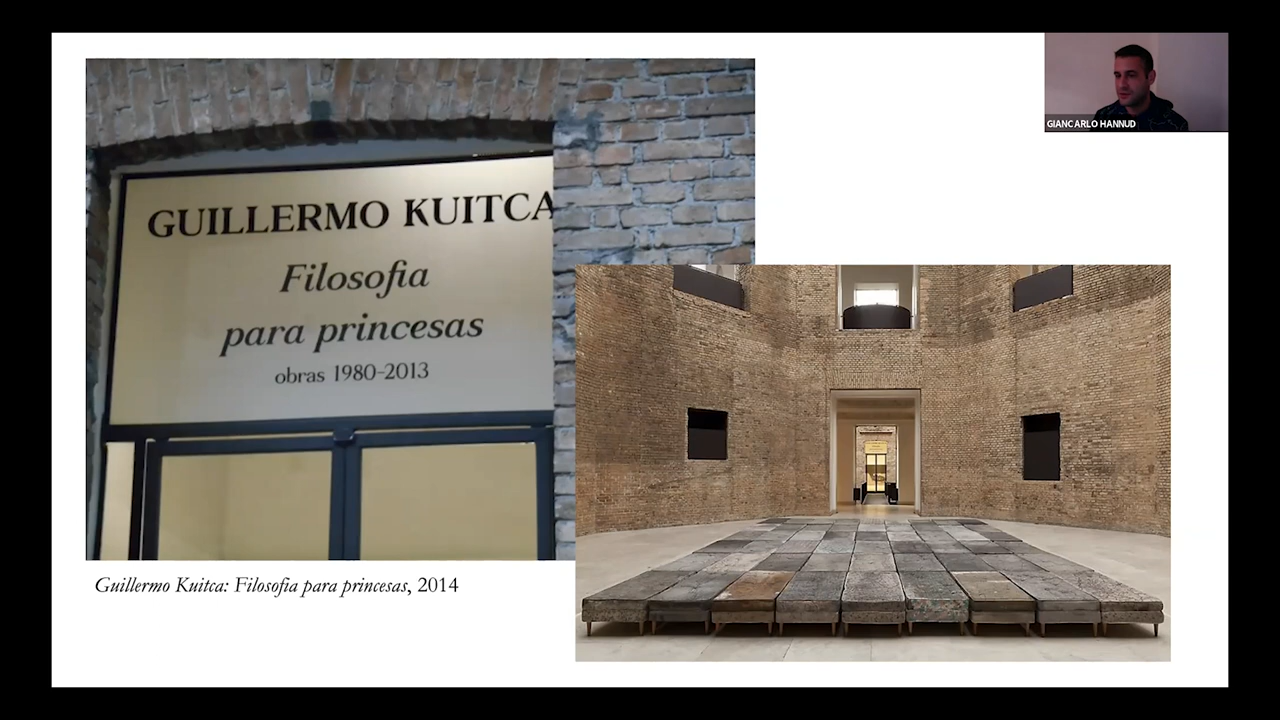 GUILLERMO KUITCA
Filosofia
para princesas
obras 1980-2013
Guillermo Kuitca: Filosofia para princesas, 2014
GIANCARLO HANNUD